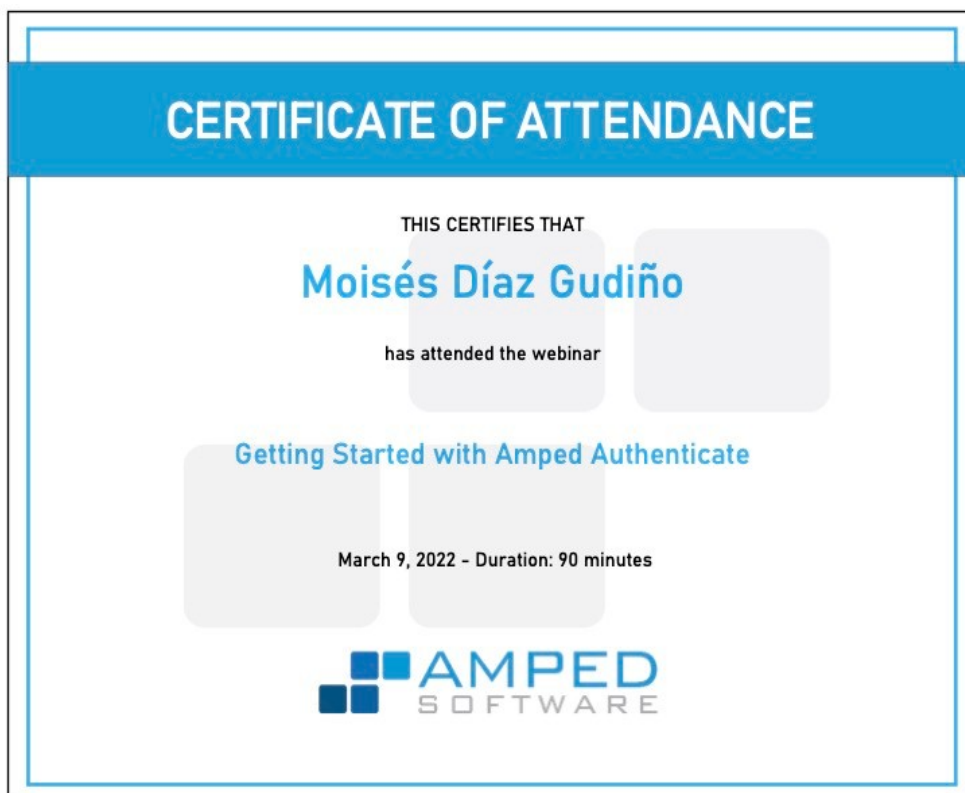 CERTIFICATE OF ATTENDANCE
THIS CERTIFIES THAT
Moisés Díaz Gudiño
has attended the webinar
Getting Started with Amped Authenticate
March 9, 2022 - Duration: 90 minutes
AMPED
SOFTWARE